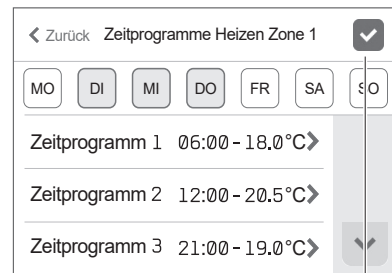 Zurück Zeitprogramme Heizen Zone 1
MO DI MI DO FR SA SO
Zeitprogramm 1 06:00 - 18.0°C
Zeitprogramm 2 12:00 - 20.5°C
Zeitprogramm 3 21:00 - 19.0°C